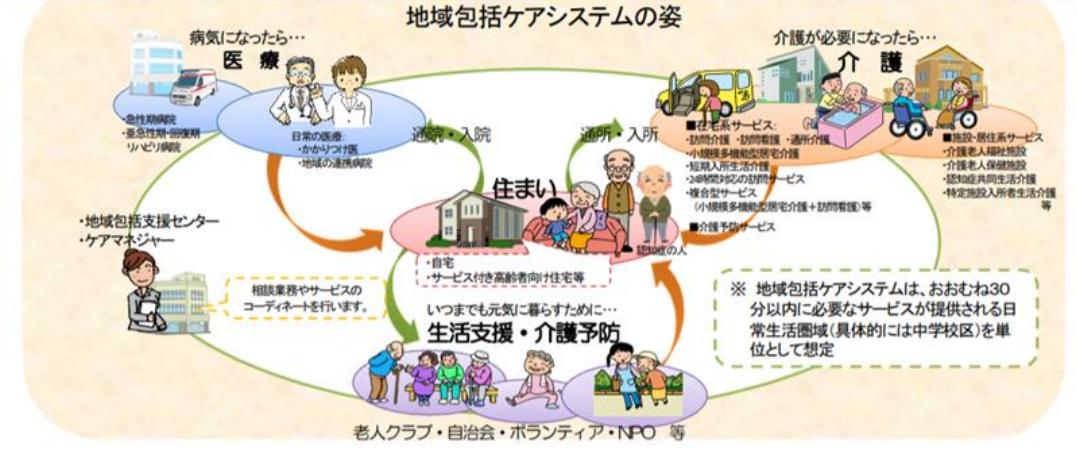 地域包括ケアシステムの姿
病気になったら…
医 療
・急性期病院
・亜急性期・回復期
リハビリ病院
日常の医療:
・かかりつけ医
・地域の連携病院
通院・入院
介護が必要になったら…
介 護
通所・入所
■在宅系サービス:
・訪問介護 ・訪問看護 ・通所介護
・小規模多機能型居宅介護
・短期入所生活介護
・24時間対応の訪問サービス
・複合型サービス
（小規模多機能型居宅介護＋訪問看護）等
■介護予防サービス
■施設・居住系サービス
・介護老人福祉施設
・介護老人保健施設
・認知症共同生活介護
・特定施設入所者生活介護
等
住まい
認知症の人
・自宅
・サービス付き高齢者向け住宅等
・地域包括支援センター
・ケアマネジャー
相談業務やサービスの
コーディネートを行います。
いつまでも元気に暮らすために…
生活支援・介護予防
老人クラブ・自治会・ボランティア・NPO 等
※ 地域包括ケアシステムは、おおむね30
分以内に必要なサービスが提供される日
常生活圏域（具体的には中学校区）を単
位として想定